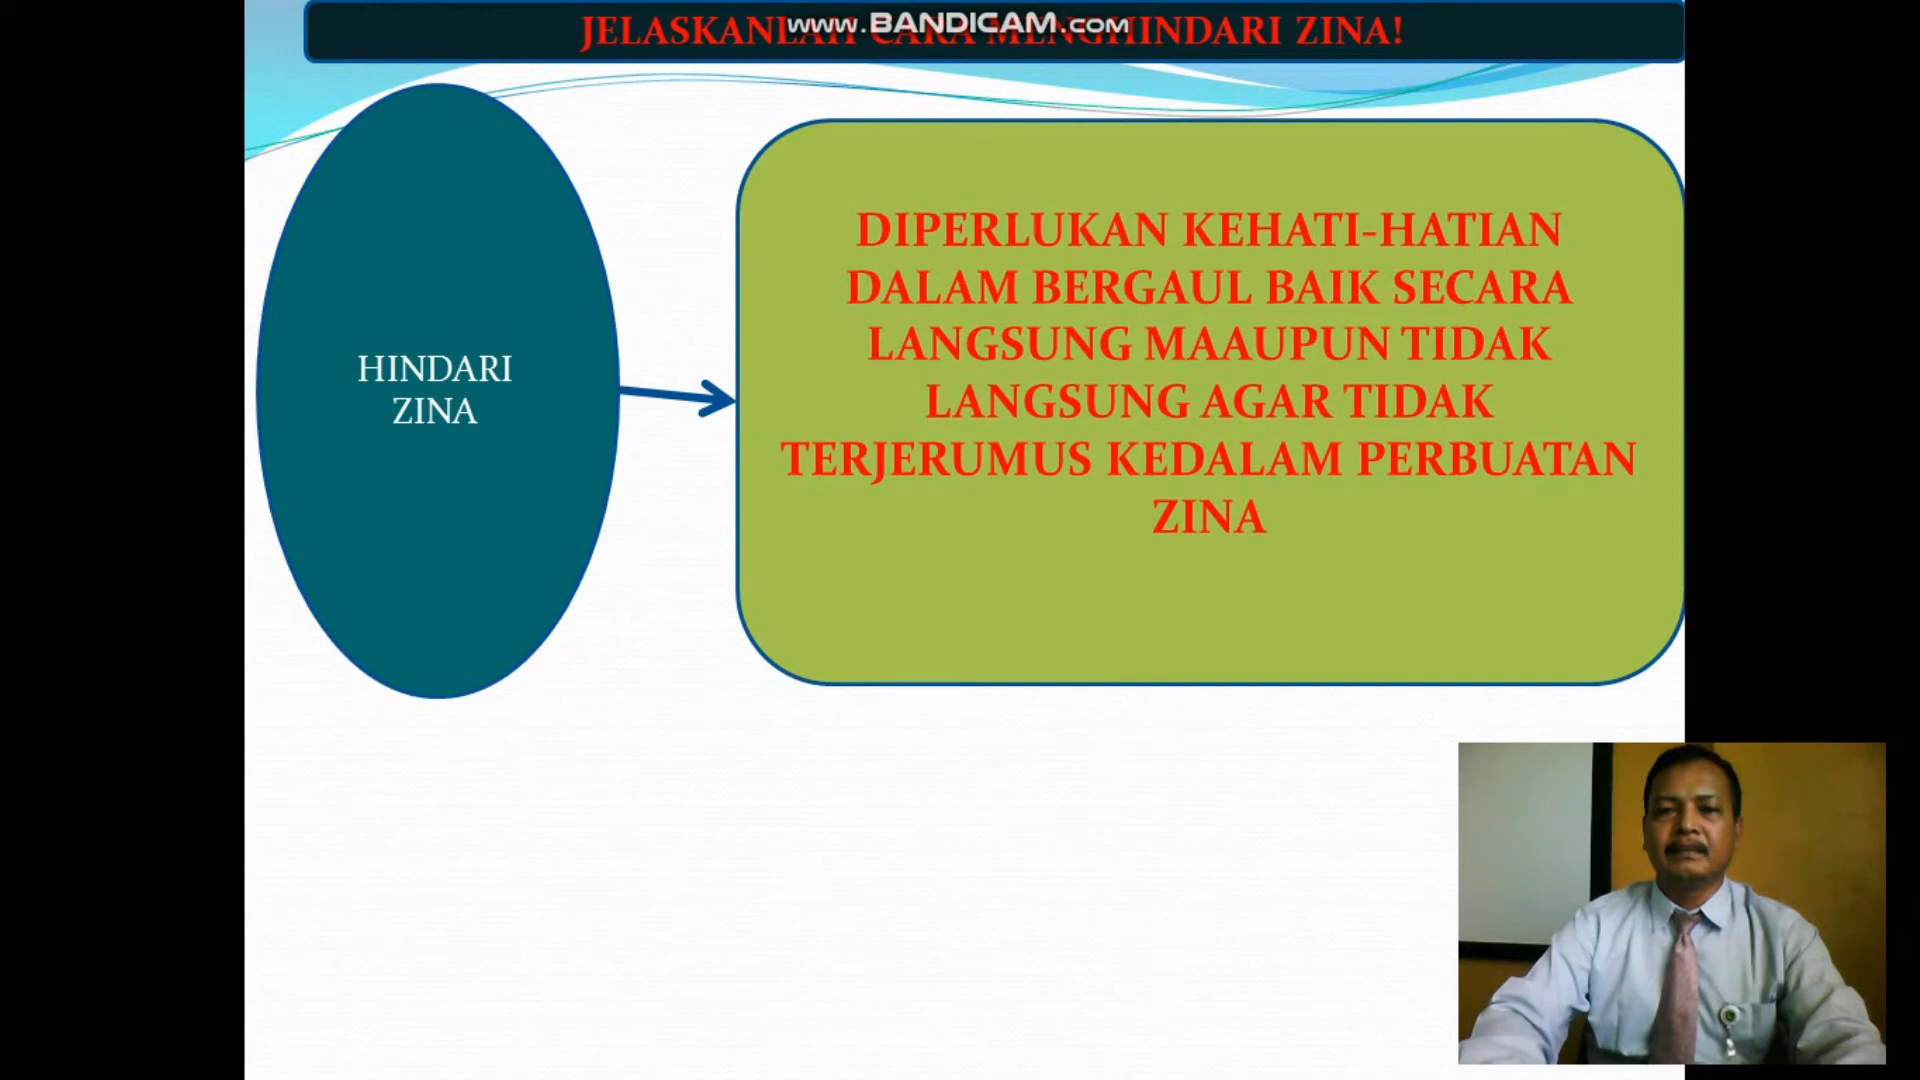 JELASKANLAH CARA MENGHINDARI ZINA!
www.BANDICAM.com
HINDARI
ZINA
DIPERLUKAN KEHATI-HATIAN
DALAM BERGAUL BAIK SECARA
LANGSUNG MAAUPUN TIDAK
LANGSUNG AGAR TIDAK
TERJERUMUS KEDALAM PERBUATAN
ZINA